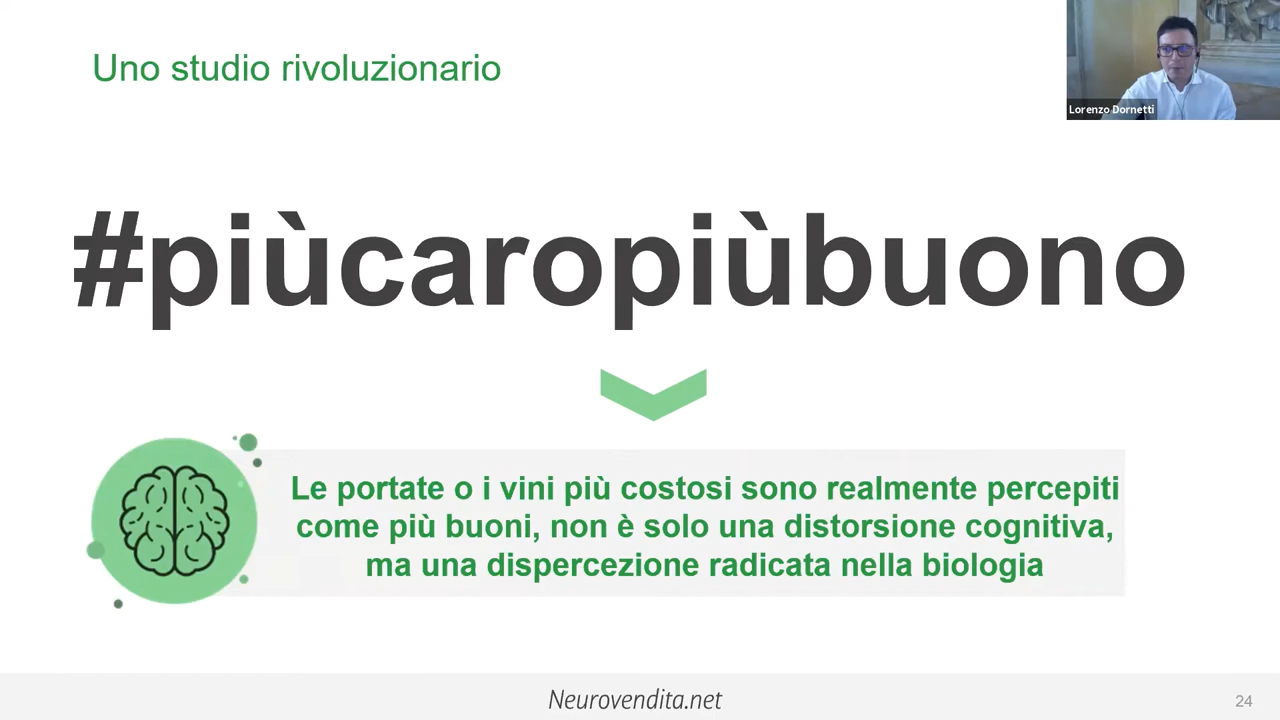 Uno studio rivoluzionario
Lorenzo Dornetti
#piùcaropiùbuono
Le portate o i vini più costosi sono realmente percepiti
come più buoni, non è solo una distorsione cognitiva,
ma una dispercezione radicata nella biologia
Neurovendita.net
24